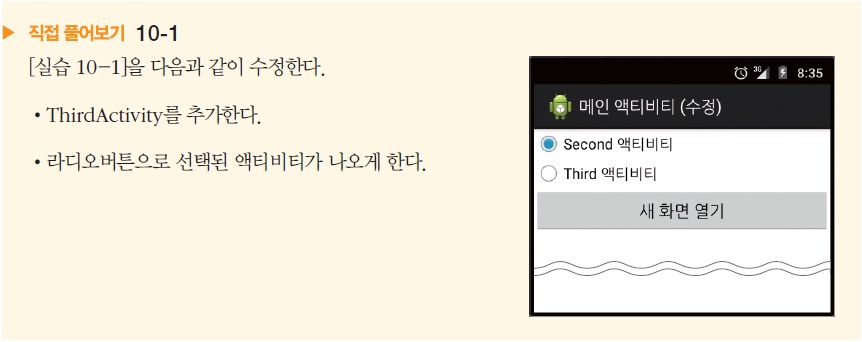 ▶ 직접 풀어보기 10-1
[실습 10-1]을 다음과 같이 수정한다.
• ThirdActivity를 추가한다.
• 라디오버튼으로 선택된 액티비티가 나오게 한다.
3G 8:35
메인 액티비티 (수정)
Second 액티비티
Third 액티비티
새 화면 열기